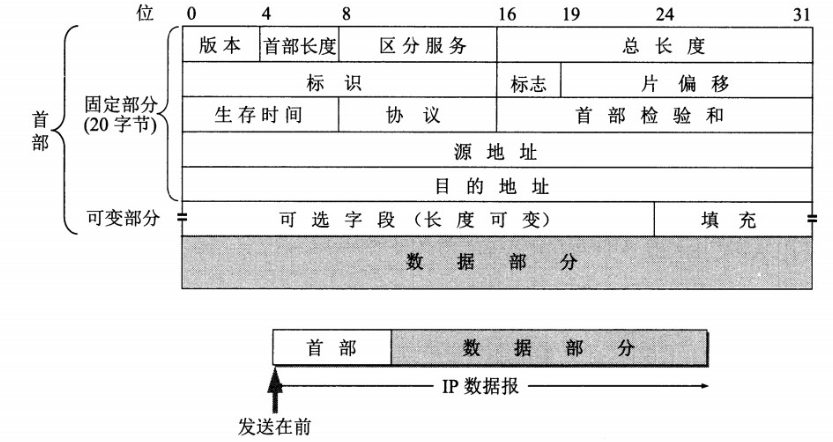 位 0 4 8 16 19 24 31
版本 首部长度 区分服务 总长度
标识 标志 片偏移
生存时间 协议 首部检验和
源地址
目的地址
可选字段（长度可变） 填充
数据部分
首部
固定部分
(20 字节)
可变部分
首部 数据部分
IP 数据报
发送在前